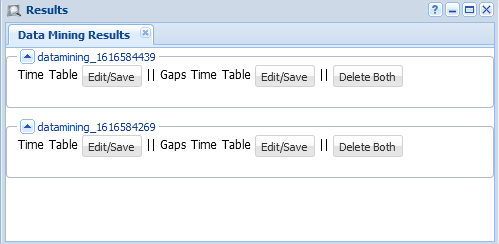 Results
Data Mining Results
datamining_1616584439
Time Table Edit/Save || Gaps Time Table Edit/Save || Delete Both
datamining_1616584269
Time Table Edit/Save || Gaps Time Table Edit/Save || Delete Both